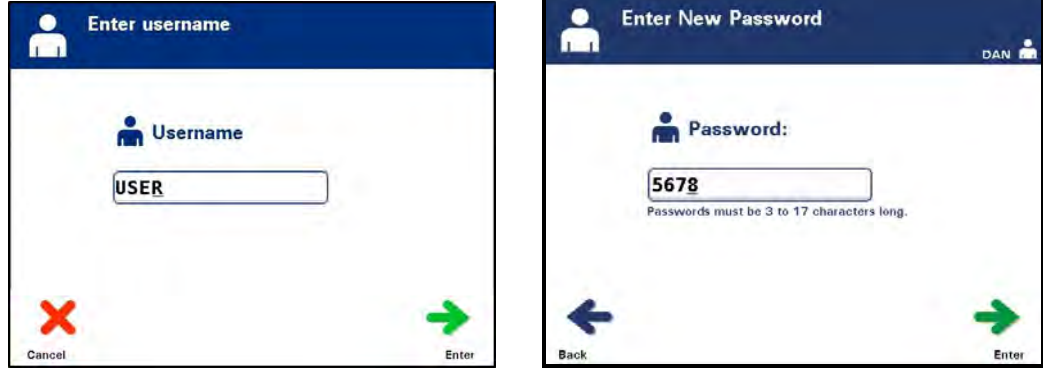 Enter username
Username
USER
Cancel
Enter
Enter New Password
DAN
Password:
5678
Passwords must be 3 to 17 characters long.
Back
Enter